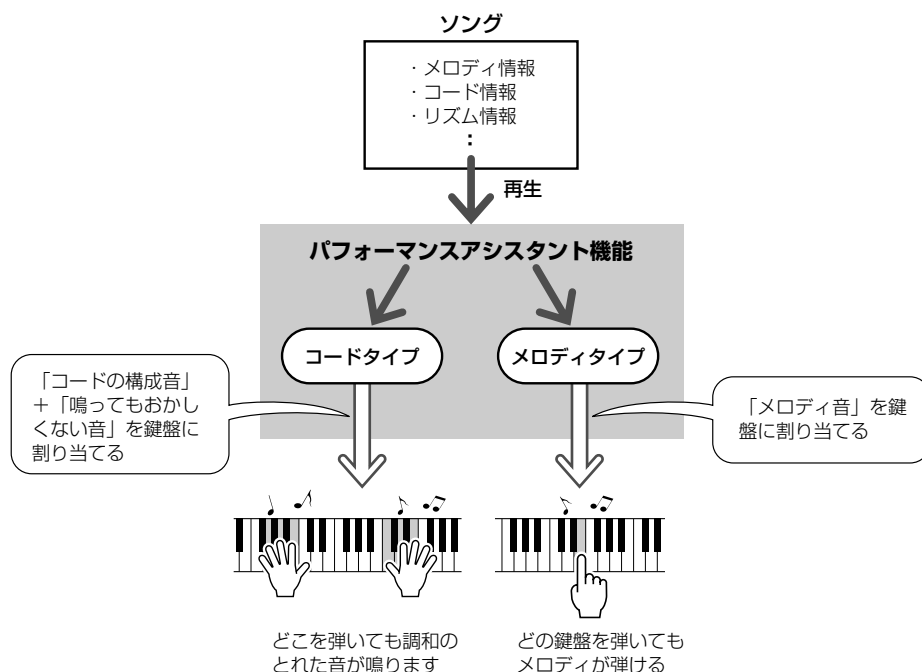 ソング
・メロディ情報
・コード情報
・リズム情報
：
再生
パフォーマンスアシスタント機能
コードタイプ
メロディタイプ
「コードの構成音」
＋「鳴ってもおかし
くない音」を鍵盤に
割り当てる
「メロディ音」を鍵
盤に割り当てる
どこを弾いても調和の
とれた音が鳴ります
どの鍵盤を弾いても
メロディが弾ける